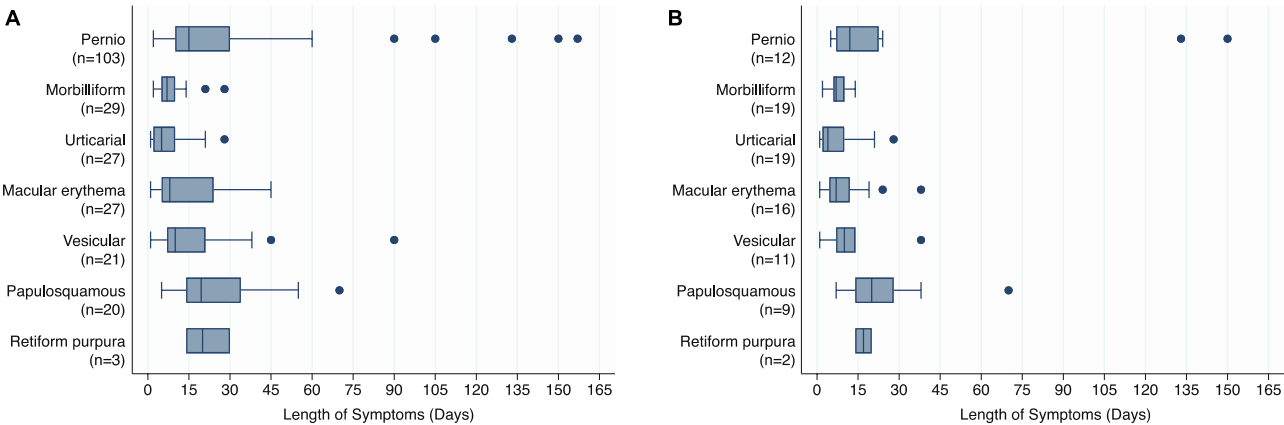 A
Pernio
(n=103)
Morbilliform
(n=29)
Urticarial
(n=27)
Macular erythema
(n=27)
Vesicular
(n=21)
Papulosquamous
(n=20)
Retiform purpura
(n=3)
0 15 30 45 60 75 90 105 120 135 150 165
Length of Symptoms (Days)
B
Pernio
(n=12)
Morbilliform
(n=19)
Urticarial
(n=19)
Macular erythema
(n=16)
Vesicular
(n=11)
Papulosquamous
(n=9)
Retiform purpura
(n=2)
0 15 30 45 60 75 90 105 120 135 150 165
Length of Symptoms (Days)